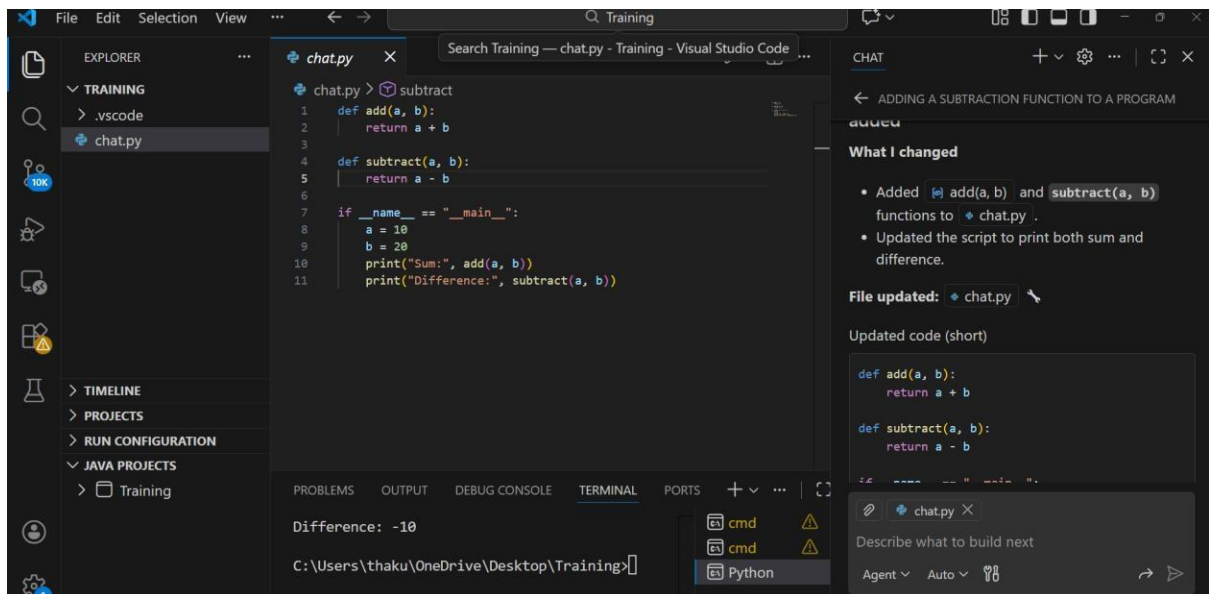 File Edit Selection View ···
Training
Search Training — chat.py - Training - Visual Studio Code
EXPLORER ···
TRAINING
.vscode
chat.py
10K
TIMELINE
PROJECTS
RUN CONFIGURATION
JAVA PROJECTS
Training
chat.py
chat.py > subtract
1 def add(a, b):
2     return a + b
3
4 def subtract(a, b):
5     return a - b
6
7 if __name__ == "__main__":
8     a = 10
9     b = 20
10     print("Sum:", add(a, b))
11     print("Difference:", subtract(a, b))
PROBLEMS OUTPUT DEBUG CONSOLE TERMINAL PORTS
Difference: -10
C:\Users\thaku\OneDrive\Desktop\Training>
cmd
cmd
Python
CHAT
ADDING A SUBTRACTION FUNCTION TO A PROGRAM
added
What I changed
• Added add(a, b) and subtract(a, b)
functions to chat.py .
• Updated the script to print both sum and
difference.
File updated: chat.py
Updated code (short)
def add(a, b):
    return a + b
def subtract(a, b):
    return a - b
if __name__ == "__main__":
chat.py
Describe what to build next
Agent Auto